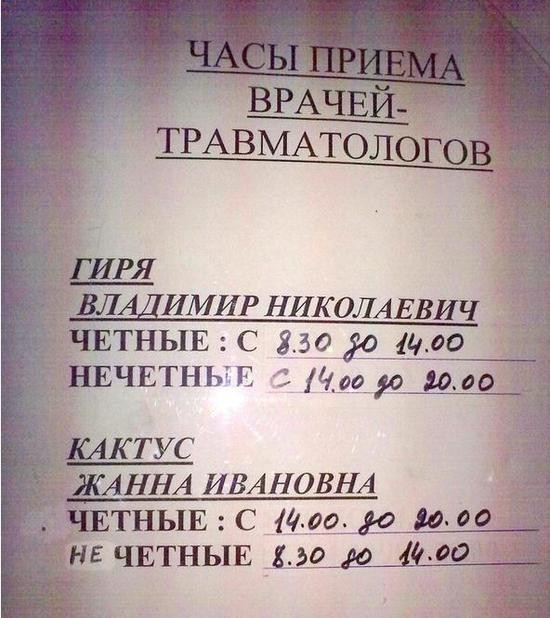 ЧАСЫ ПРИЕМА
ВРАЧЕЙ-
ТРАВМАТОЛОГОВ
ГИРЯ
ВЛАДИМИР НИКОЛАЕВИЧ
ЧЕТНЫЕ : С 8.30 до 14.00
НЕЧЕТНЫЕ С 14.00 до 20.00
КАКТУС
ЖАННА ИВАНОВНА
ЧЕТНЫЕ : С 14.00. до 20.00
НЕ ЧЕТНЫЕ 8.30 до 14.00